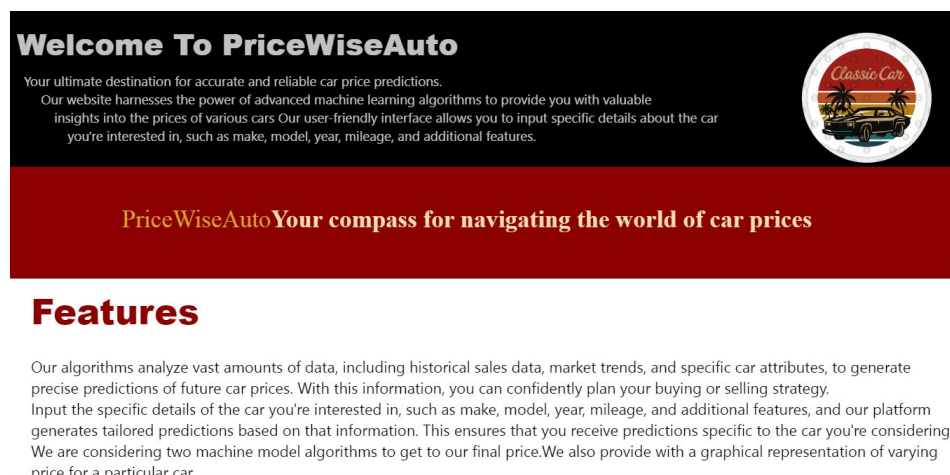 Welcome To PriceWiseAuto
Your ultimate destination for accurate and reliable car price predictions.
Our website harnesses the power of advanced machine learning algorithms to provide you with valuable
insights into the prices of various cars Our user-friendly interface allows you to input specific details about the car
you're interested in, such as make, model, year, mileage, and additional features.
Classic Car
PriceWiseAuto Your compass for navigating the world of car prices
Features
Our algorithms analyze vast amounts of data, including historical sales data, market trends, and specific car attributes, to generate
precise predictions of future car prices. With this information, you can confidently plan your buying or selling strategy.
Input the specific details of the car you're interested in, such as make, model, year, mileage, and additional features, and our platform
generates tailored predictions based on that information. This ensures that you receive predictions specific to the car you're considering
We are considering two machine model algorithms to get to our final price.We also provide with a graphical representation of varying
price for a particular car